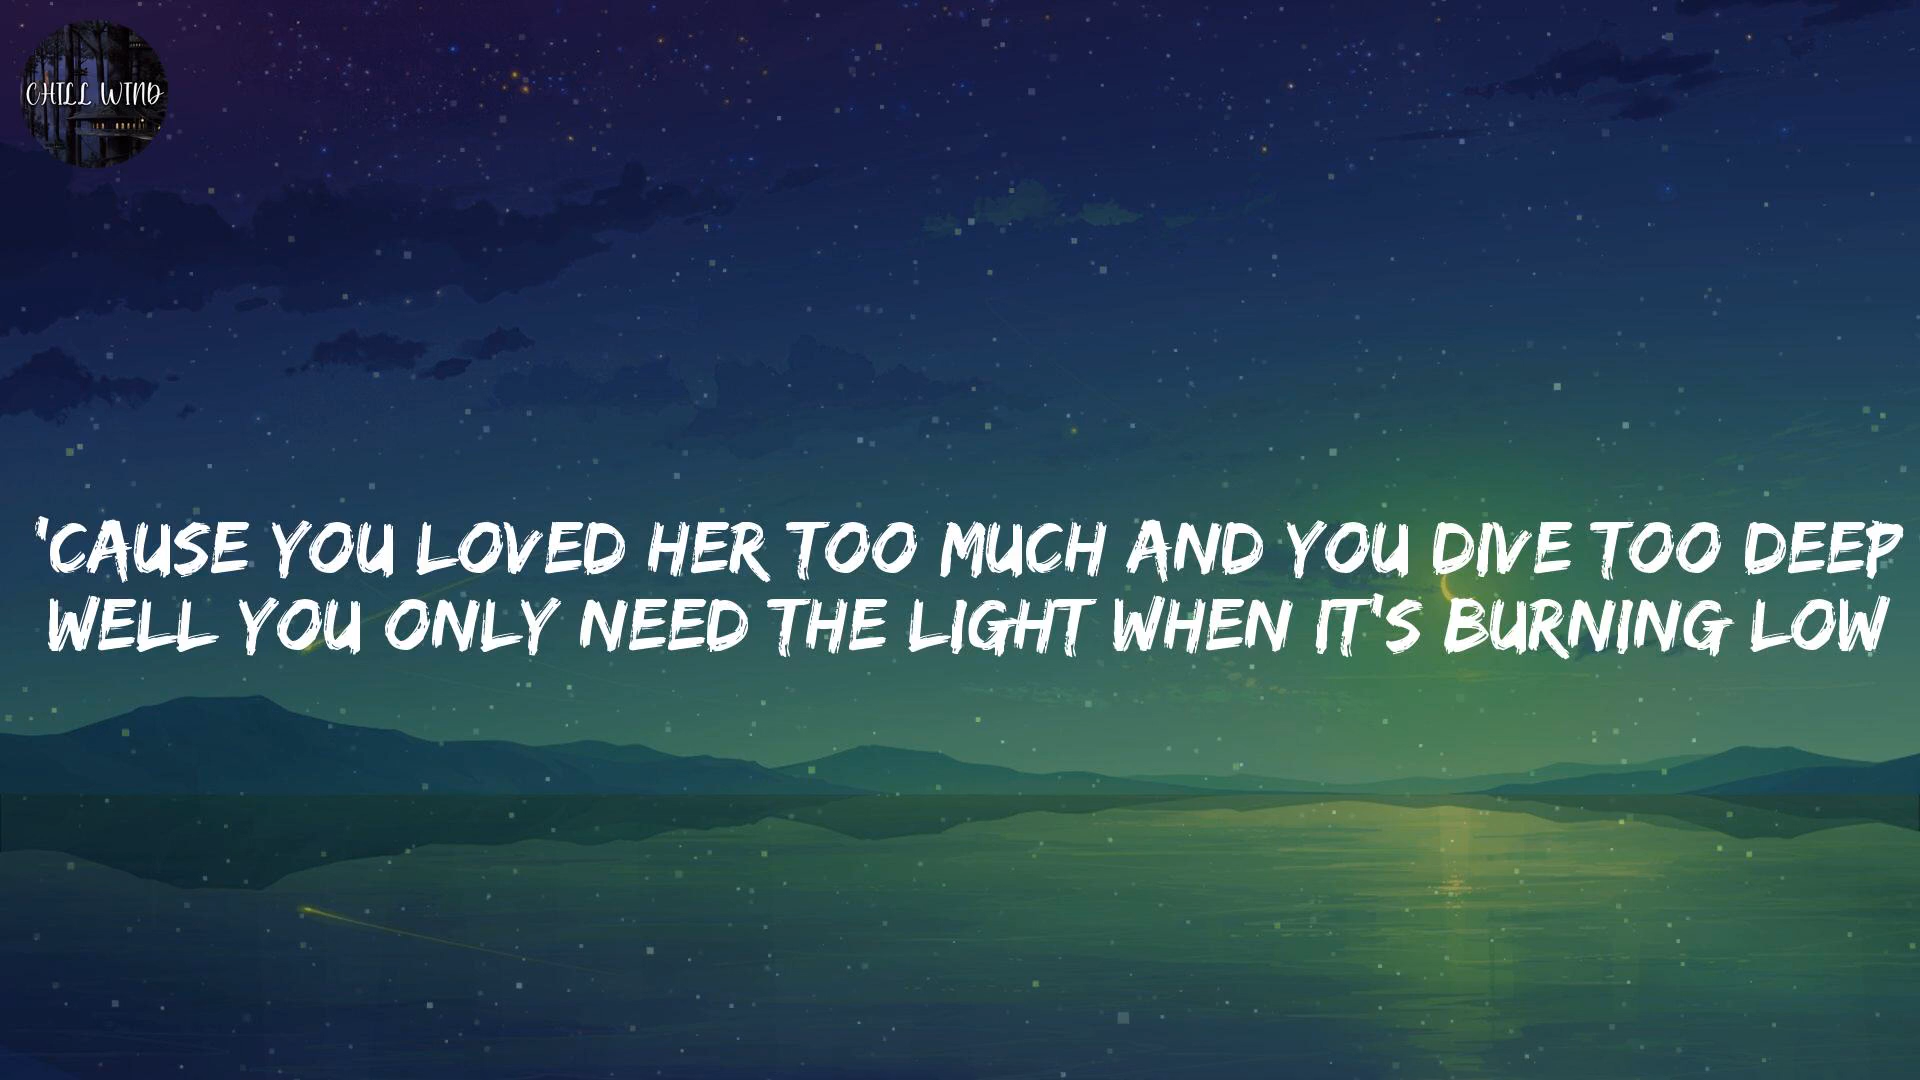 CHILL WIND
'CAUSE YOU LOVED HER TOO MUCH AND YOU DIVE TOO DEEP
WELL YOU ONLY NEED THE LIGHT WHEN IT'S BURNING LOW